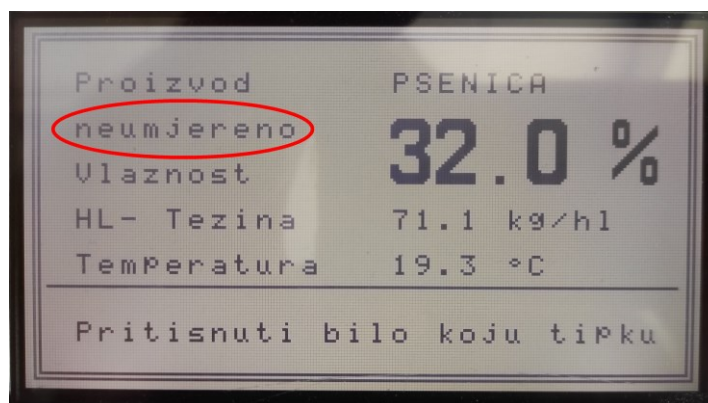 Proizvod PSENICA
neumjereno
Vlaznost 32.0 %
HL- Tezina 71.1 kg/hl
Temperatura 19.3 °C
Pritisnuti bilo koju tipku